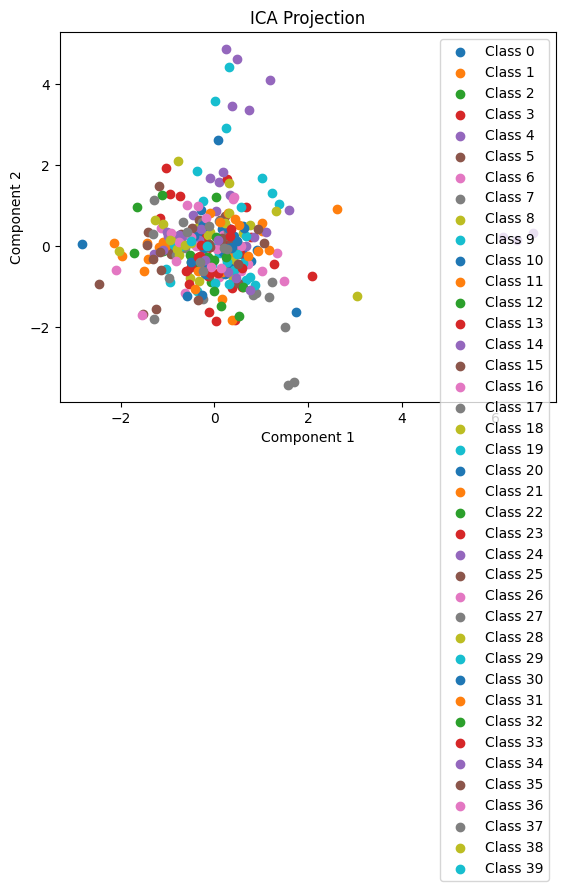 ICA Projection
Component 2
4
2
0
−2
−2
0
2
4
6
Component 1
Class 0
Class 1
Class 2
Class 3
Class 4
Class 5
Class 6
Class 7
Class 8
Class 9
Class 10
Class 11
Class 12
Class 13
Class 14
Class 15
Class 16
Class 17
Class 18
Class 19
Class 20
Class 21
Class 22
Class 23
Class 24
Class 25
Class 26
Class 27
Class 28
Class 29
Class 30
Class 31
Class 32
Class 33
Class 34
Class 35
Class 36
Class 37
Class 38
Class 39